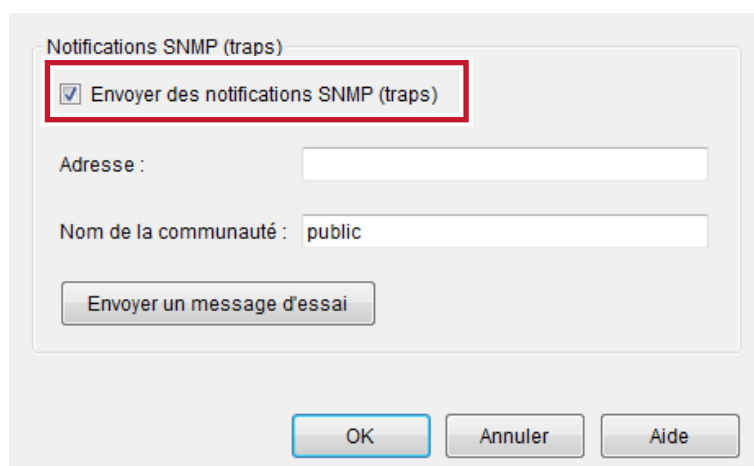 Notifications SNMP (traps)
Envoyer des notifications SNMP (traps)
Adresse :
Nom de la communauté : public
Envoyer un message d'essai
OK Annuler Aide